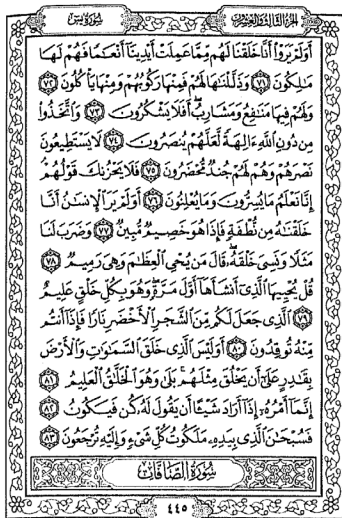 الجزء الثالث والعشرون سورة يس
أَوَلَمْ يَرَوْا أَنَّا خَلَقْنَا لَهُم مِّمَّا عَمِلَتْ أَيْدِينَا أَنْعَامًا فَهُمْ لَهَا
مَالِكُونَ ٧١ وَذَلَّلْنَاهَا لَهُمْ فَمِنْهَا رَكُوبُهُمْ وَمِنْهَا يَأْكُلُونَ ٧٢
وَلَهُمْ فِيهَا مَنَافِعُ وَمَشَارِبُ أَفَلَا يَشْكُرُونَ ٧٣ وَاتَّخَذُوا
مِن دُونِ اللَّهِ ءَالِهَةً لَّعَلَّهُمْ يُنصَرُونَ ٧٤ لَا يَسْتَطِيعُونَ
نَصْرَهُمْ وَهُمْ لَهُمْ جُندٌ مُّحْضَرُونَ ٧٥ فَلَا يَحْزُنكَ قَوْلُهُمْ
إِنَّا نَعْلَمُ مَا يُسِرُّونَ وَمَا يُعْلِنُونَ ٧٦ أَوَلَمْ يَرَ الْإِنسَانُ أَنَّا
خَلَقْنَاهُ مِن نُّطْفَةٍ فَإِذَا هُوَ خَصِيمٌ مُّبِينٌ ٧٧ وَضَرَبَ لَنَا
مَثَلًا وَنَسِيَ خَلْقَهُ قَالَ مَن يُحْيِ الْعِظَامَ وَهِيَ رَمِيمٌ ٧٨
قُلْ يُحْيِيهَا الَّذِي أَنشَأَهَا أَوَّلَ مَرَّةٍ وَهُوَ بِكُلِّ خَلْقٍ عَلِيمٌ
٧٩ الَّذِي جَعَلَ لَكُم مِّنَ الشَّجَرِ الْأَخْضَرِ نَارًا فَإِذَا أَنتُم
مِّنْهُ تُوقِدُونَ ٨٠ أَوَلَيْسَ الَّذِي خَلَقَ السَّمَاوَاتِ وَالْأَرْضَ
بِقَادِرٍ عَلَىٰ أَن يَخْلُقَ مِثْلَهُم بَلَىٰ وَهُوَ الْخَلَّاقُ الْعَلِيمُ ٨١
إِنَّمَا أَمْرُهُ إِذَا أَرَادَ شَيْئًا أَن يَقُولَ لَهُ كُن فَيَكُونُ ٨٢
فَسُبْحَانَ الَّذِي بِيَدِهِ مَلَكُوتُ كُلِّ شَيْءٍ وَإِلَيْهِ تُرْجَعُونَ ٨٣
سُورَةُ الصَّافَّاتِ
٤٤٥